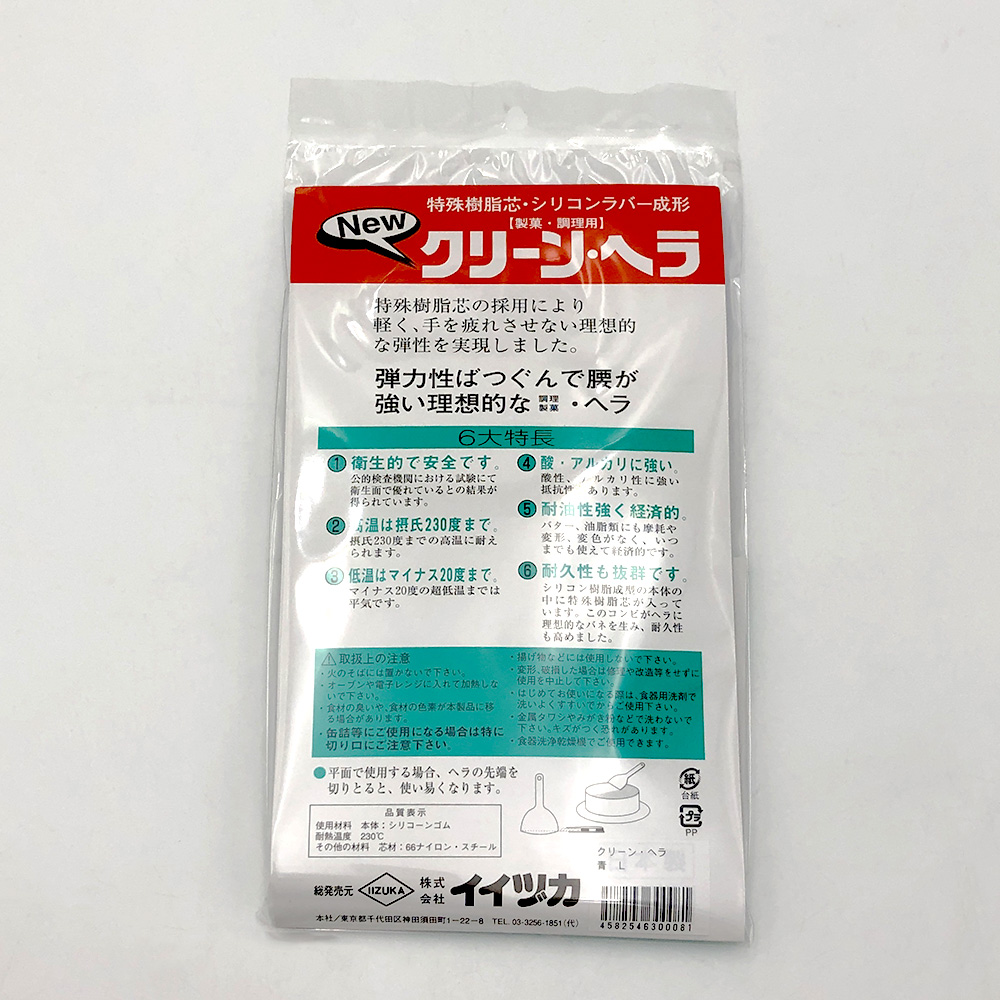 特殊樹脂芯・シリコンラバー成形
New
【製菓・調理用】
クリーン・ヘラ
特殊樹脂芯の採用により
軽く、手を疲れさせない理想的
な弾性を実現しました。
弾力性ばつぐんで腰が
強い理想的な調理製菓・ヘラ
6大特長
① 衛生的で安全です。
公的検査機関における試験にて
衛生面で優れているとの結果が
得られています。
② 高温は摂氏230度まで。
摂氏230度までの高温に耐え
られます。
③ 低温はマイナス20度まで。
マイナス20度の超低温までは
平気です。
④ 酸・アルカリに強い。
酸性、アルカリ性に強い
抵抗性があります。
⑤ 耐油性強く経済的。
バター、油脂類にも摩耗や
変形、変色がなく、いつ
までも使えて経済的です。
⑥ 耐久性も抜群です。
シリコン樹脂成型の本体の
中に特殊樹脂芯が入って
います。このコンビがヘラに
理想的なバネを生み、耐久性
も高めました。
⚠取扱上の注意
・火のそばには置かないで下さい。
・オーブンや電子レンジに入れて加熱しな
いで下さい。
・食材の臭いや、食材の色素が本製品に移
る場合があります。
・缶詰等にご使用になる場合は特に
切り口にご注意下さい。
・揚げ物などには使用しないで下さい。
・変形、破損した場合は修理や改造等をせずに
使用を中止して下さい。
・はじめてお使いになる際は、食器用洗剤で
洗いよくすすいでからご使用下さい。
・金属タワシやみがき粉などで洗わないで
下さい。キズがつく恐れがあります。
・食器洗浄乾燥機でご使用できます。
●平面で使用する場合、ヘラの先端を
切りとると、使い易くなります。
紙
台紙
プラ
PP
品質表示
使用材料 本体：シリコーンゴム
耐熱温度 230℃
その他の材料 芯材：66ナイロン・スチール
クリーン・ヘラ
青 L
総発売元 IIZUKA 株式会社 イイヅカ
本社／東京都千代田区神田須田町1－22－8 TEL. 03-3256-1851(代)
4582546300081